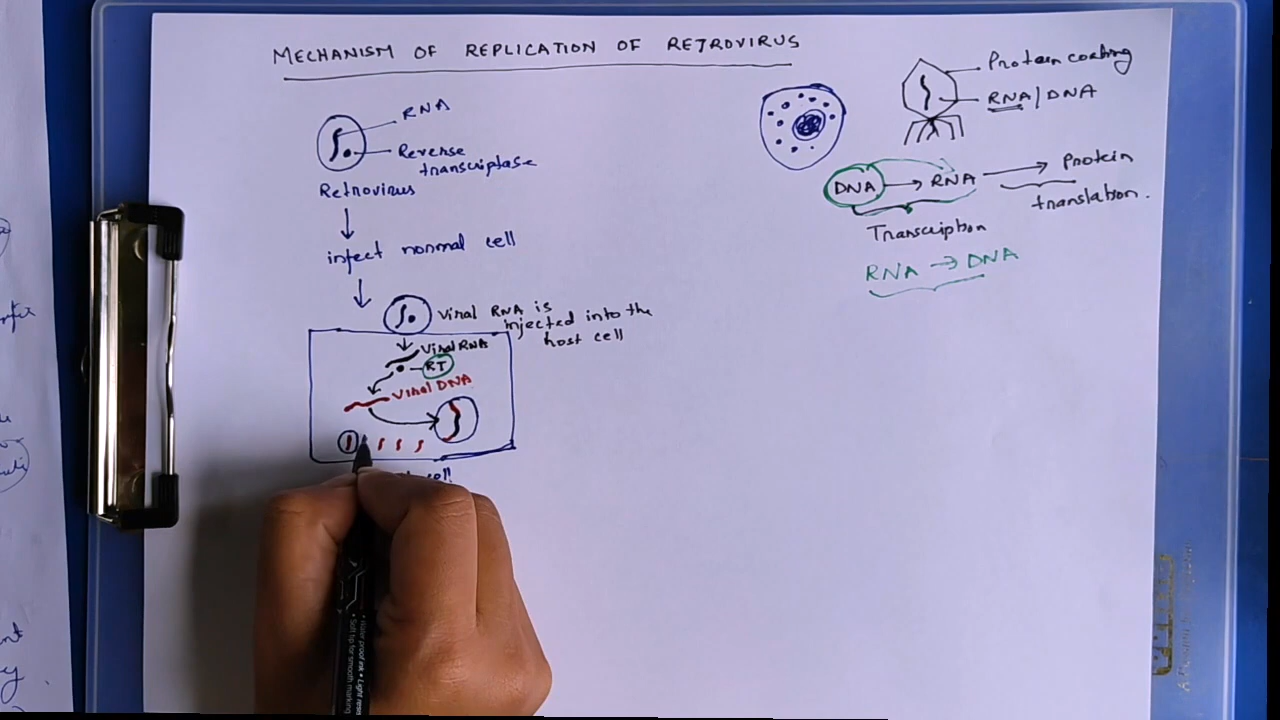 MECHANISM OF REPLICATION OF RETROVIRUS
RNA
Reverse
transcriptase
Retrovirus
infect normal cell
Viral RNA is
injected into the
host cell
Viral RNA
RT
Viral DNA
cell
Protein coating
RNA/DNA
DNA → RNA → Protein
translation.
Transcription
RNA → DNA